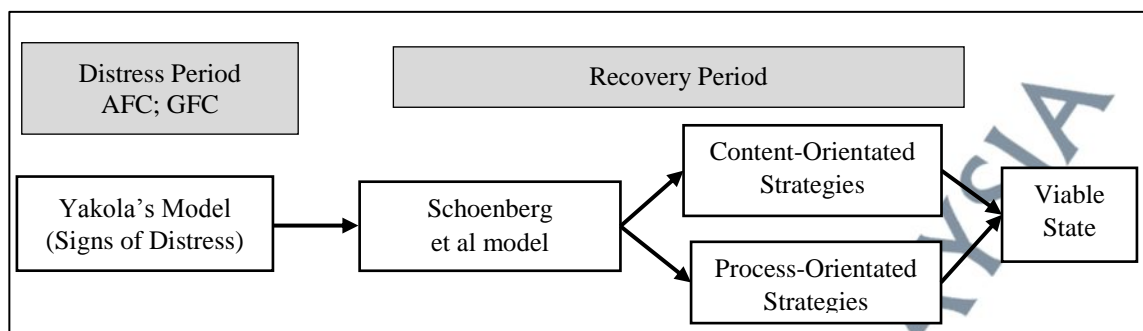 Distress Period
AFC; GFC
Recovery Period
Yakola’s Model
(Signs of Distress)
Schoenberg
et al model
Content-Orientated
Strategies
Process-Orientated
Strategies
Viable
State
AYSIA